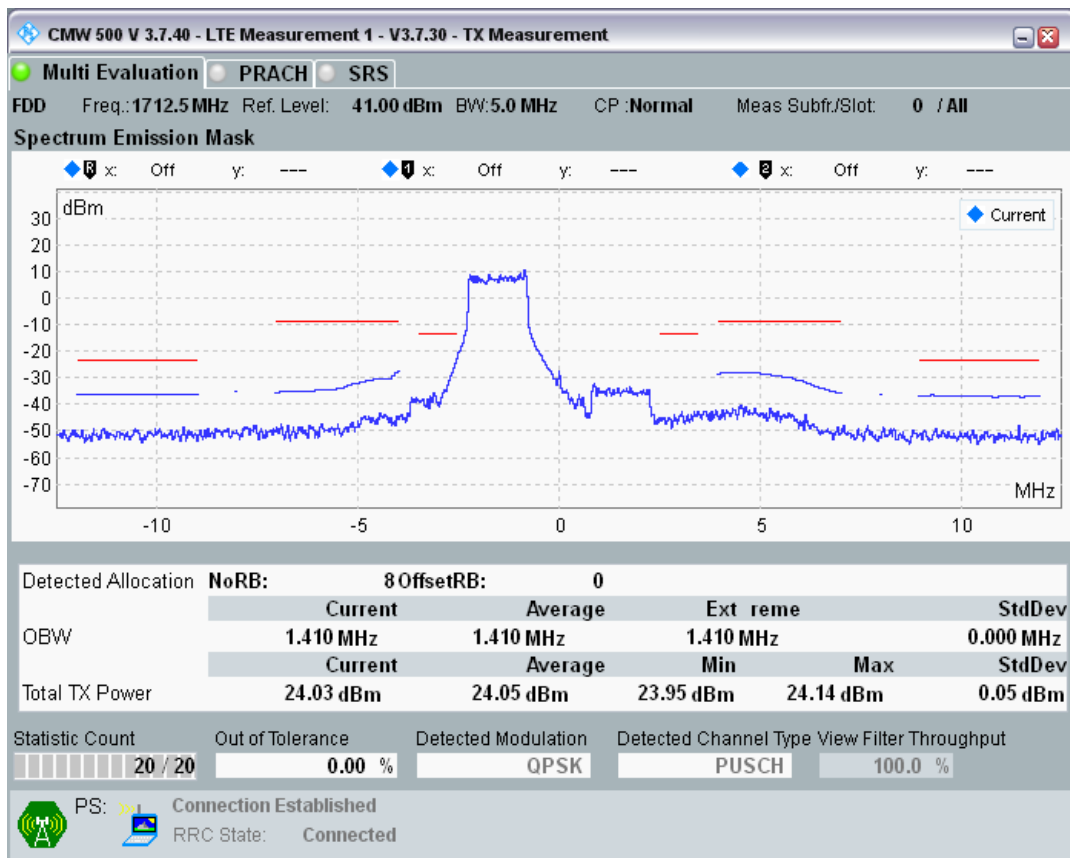 CMW 500 V 3.7.40 - LTE Measurement 1 - V3.7.30 - TX Measurement
Multi Evaluation PRACH SRS
FDD Freq.: 1712.5 MHz Ref. Level: 41.00 dBm BW: 5.0 MHz CP : Normal Meas Subfr./Slot: 0 / All
Spectrum Emission Mask
R x: Off y: --- 1 x: Off y: --- 2 x: Off y: ---
dBm
Current
30
20
10
0
-10
-20
-30
-40
-50
-60
-70
MHz
-10 -5 0 5 10
Detected Allocation NoRB: 8 OffsetRB: 0
Current Average Ext reme StdDev
OBW 1.410 MHz 1.410 MHz 1.410 MHz 0.000 MHz
Current Average Min Max StdDev
Total TX Power 24.03 dBm 24.05 dBm 23.95 dBm 24.14 dBm 0.05 dBm
Statistic Count Out of Tolerance Detected Modulation Detected Channel Type View Filter Throughput
20 / 20 0.00 % QPSK PUSCH 100.0 %
PS: Connection Established
RRC State: Connected